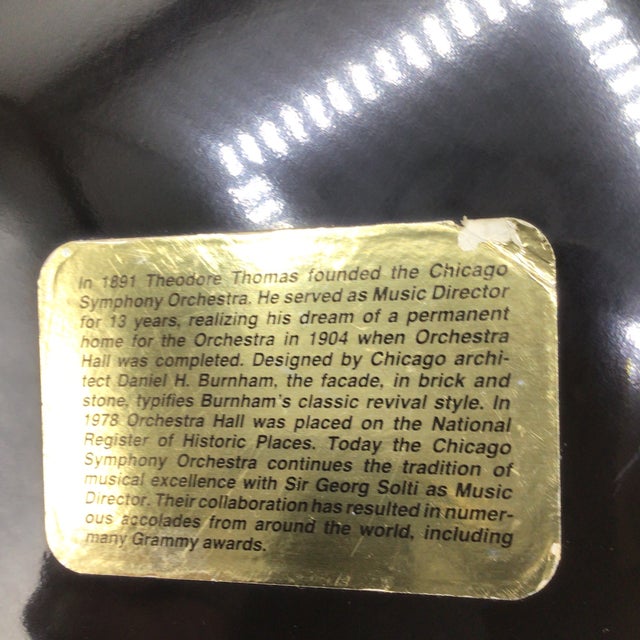 In 1891 Theodore Thomas founded the Chicago
Symphony Orchestra. He served as Music Director
for 13 years, realizing his dream of a permanent
home for the Orchestra in 1904 when Orchestra
Hall was completed. Designed by Chicago archi-
tect Daniel H. Burnham, the facade, in brick and
stone, typifies Burnham's classic revival style. In
1978 Orchestra Hall was placed on the National
Register of Historic Places. Today the Chicago
Symphony Orchestra continues the tradition of
musical excellence with Sir Georg Solti as Music
Director. Their collaboration has resulted in numer-
ous accolades from around the world, including
many Grammy awards.